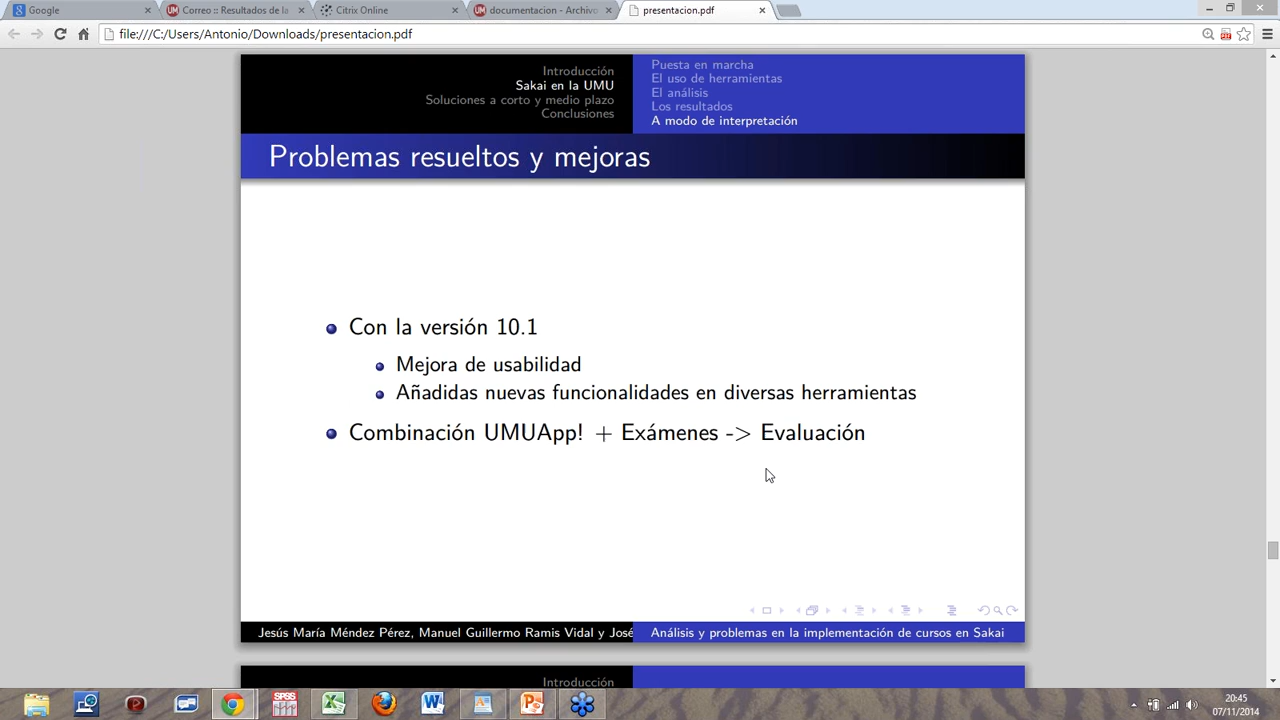 Google
Correo :: Resultados de la
Citrix Online
documentacion - Archivo
presentacion.pdf
file:///C:/Users/Antonio/Downloads/presentacion.pdf
Introducción
Sakai en la UMU
Soluciones a corto y medio plazo
Conclusiones
Puesta en marcha
El uso de herramientas
El análisis
Los resultados
A modo de interpretación
Problemas resueltos y mejoras
Con la versión 10.1
Mejora de usabilidad
Añadidas nuevas funcionalidades en diversas herramientas
Combinación UMUApp! + Exámenes -> Evaluación
Jesús María Méndez Pérez, Manuel Guillermo Ramis Vidal y José
Análisis y problemas en la implementación de cursos en Sakai
Introducción
SPSS
20:45
07/11/2014